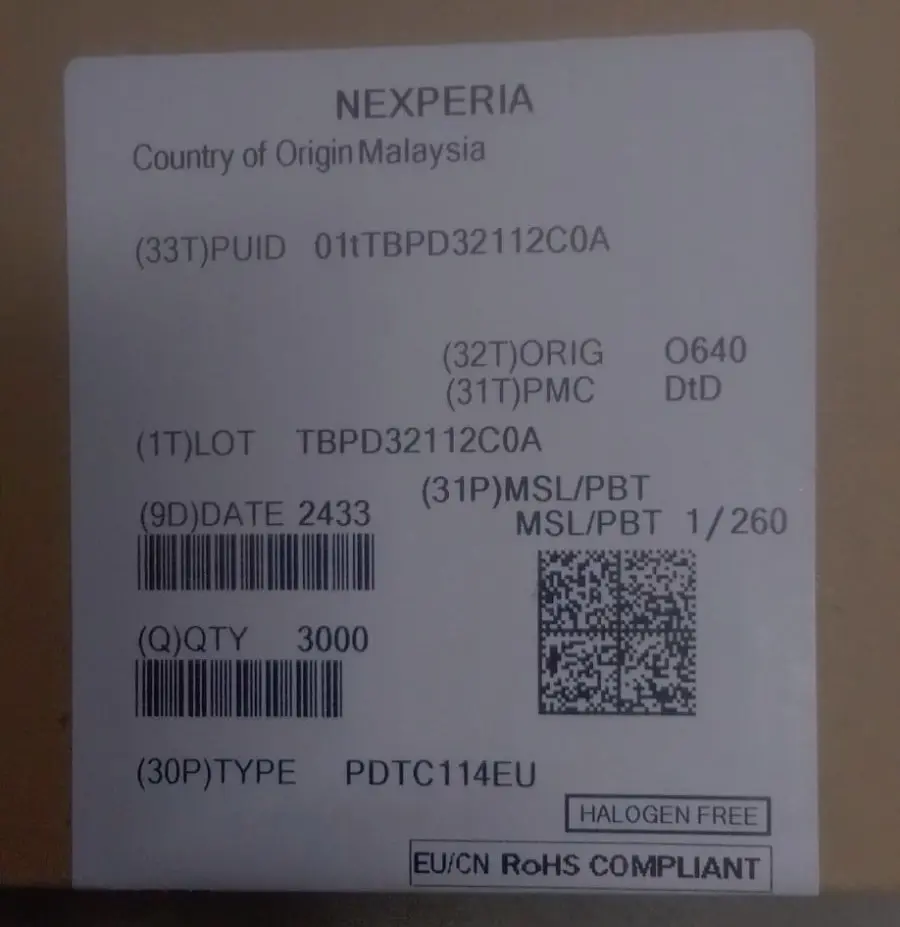 NEXPERIA
Country of Origin Malaysia
(33T)PUID 01tTBPD32112C0A
(32T)ORIG O640
(31T)PMC DtD
(1T)LOT TBPD32112C0A
(31P)MSL/PBT
(9D)DATE 2433
MSL/PBT 1/260
(Q)QTY 3000
(30P)TYPE PDTC114EU
HALOGEN FREE
EU/CN RoHS COMPLIANT